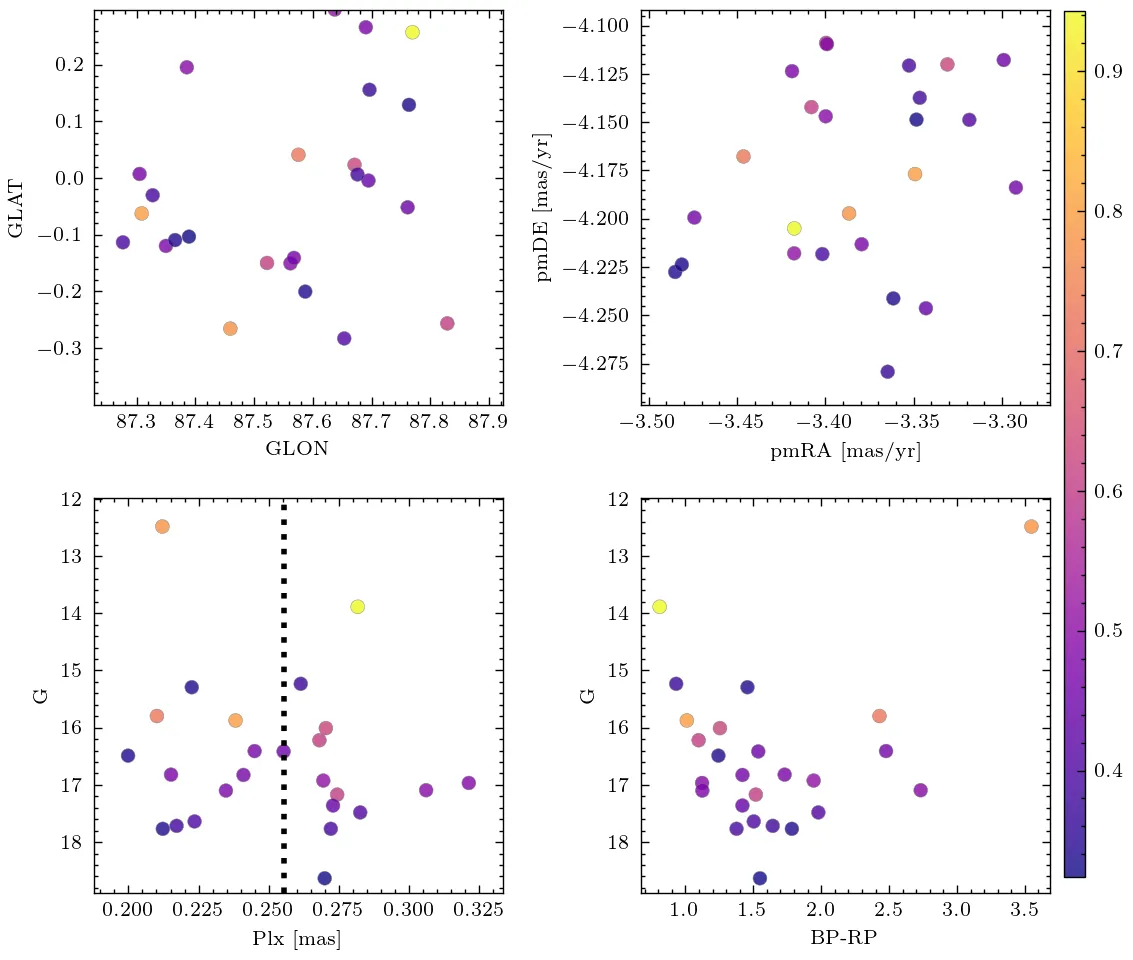 0.2
0.1
0.0
−0.1
−0.2
−0.3
GLAT
87.3 87.4 87.5 87.6 87.7 87.8 87.9
GLON
−4.100
−4.125
−4.150
−4.175
−4.200
−4.225
−4.250
−4.275
pmDE [mas/yr]
−3.50 −3.45 −3.40 −3.35 −3.30
pmRA [mas/yr]
12
13
14
15
16
17
18
G
0.200 0.225 0.250 0.275 0.300 0.325
Plx [mas]
12
13
14
15
16
17
18
G
1.0 1.5 2.0 2.5 3.0 3.5
BP-RP
0.9
0.8
0.7
0.6
0.5
0.4